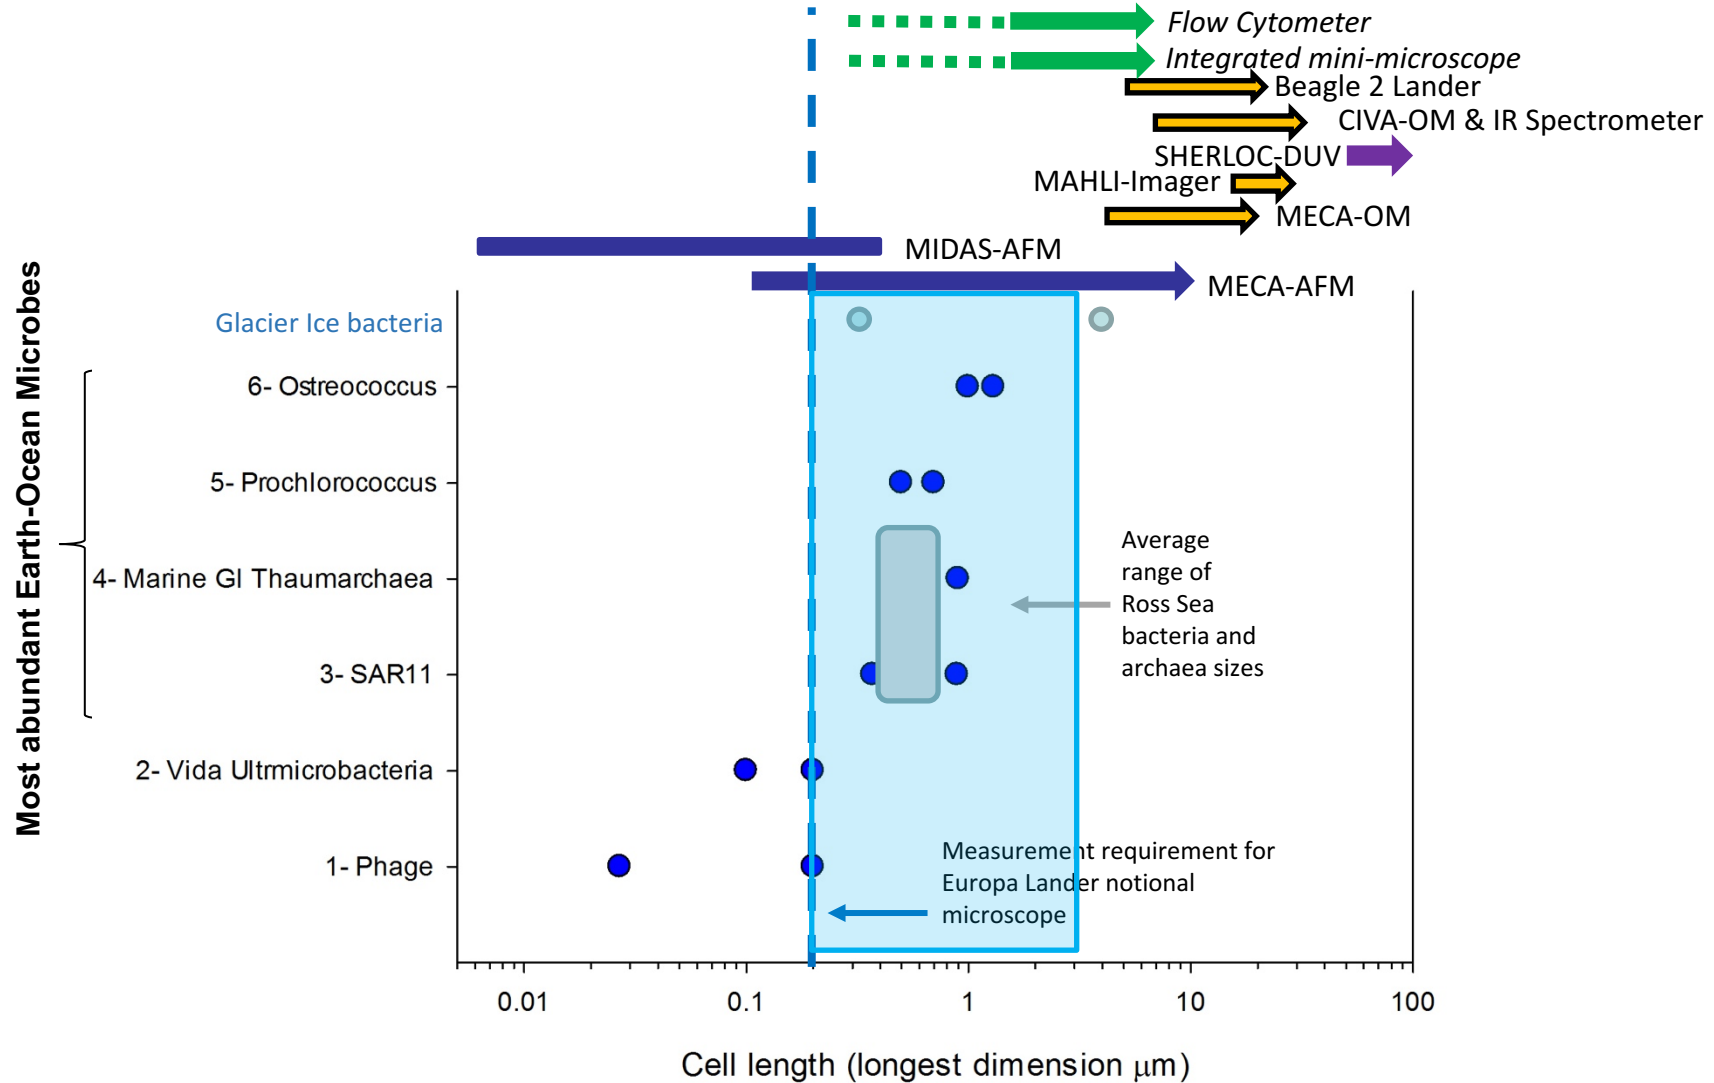 Flow Cytometer
Integrated mini-microscope
Beagle 2 Lander
CIVA-OM & IR Spectrometer
SHERLOC-DUV
MAHLI-Imager
MECA-OM
MIDAS-AFM
MECA-AFM
Most abundant Earth-Ocean Microbes
Glacier Ice bacteria
6- Ostreococcus
5- Prochlorococcus
4- Marine GI Thaumarchaea
3- SAR11
2- Vida Ultrmicrobacteria
1- Phage
Average
range of
Ross Sea
bacteria and
archaea sizes
Measurement requirement for
Europa Lander notional
microscope
0.01 0.1 1 10 100
Cell length (longest dimension μm)